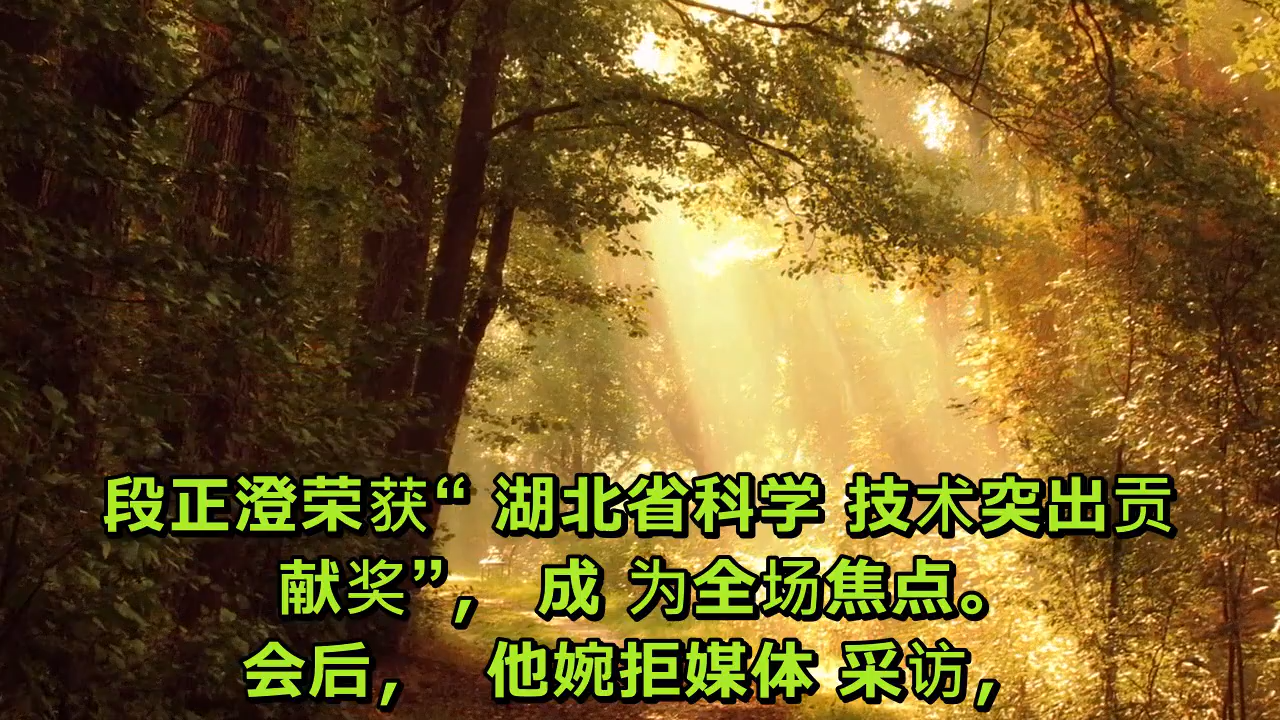 段正澄荣获“ 湖北省科学 技术突出贡
献奖”， 成 为全场焦点。
会后， 他婉拒媒体 采访，